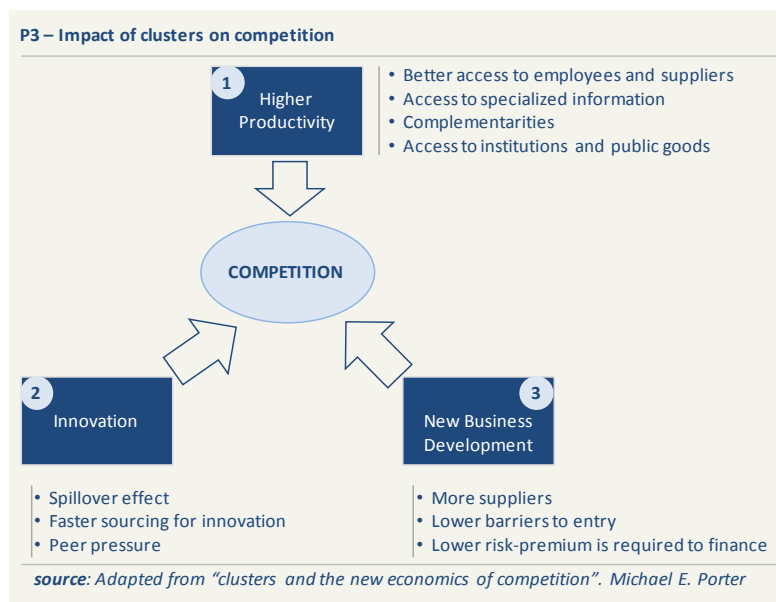 P3 – Impact of clusters on competition
1
Higher
Productivity
• Better access to employees and suppliers
• Access to specialized information
• Complementarities
• Access to institutions and public goods
COMPETITION
2
Innovation
3
New Business
Development
• Spillover effect
• Faster sourcing for innovation
• Peer pressure
• More suppliers
• Lower barriers to entry
• Lower risk-premium is required to finance
source: Adapted from “clusters and the new economics of competition”. Michael E. Porter